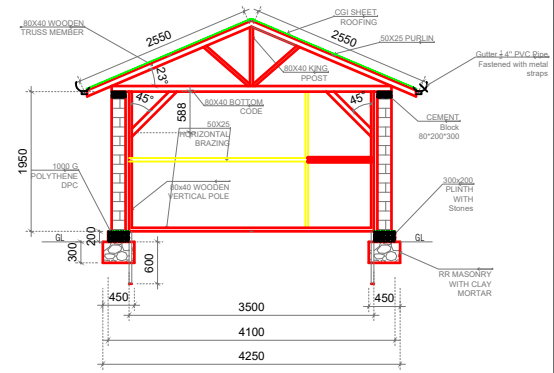 80X40 WOODEN
TRUSS MEMBER
2550
CGI SHEET,
ROOFING
2550
50X25 PURLIN
Gutter ½4" PVC Pipe
Fastened with metal
straps
23°
80X40 KING
PPOST
45°
588
80X40 BOTTOM
CODE
45
50X25
HORIZONTAL
BRAZING
CEMENT
Block
80*200*300
1950
1000 G
POLYTHENE
DPC
80x40 WOODEN
VERTICAL POLE
300x200
PLINTH
WITH
Stones
GL
200
300
600
GL
RR MASONRY
WITH CLAY
MORTAR
450
450
3500
4100
4250